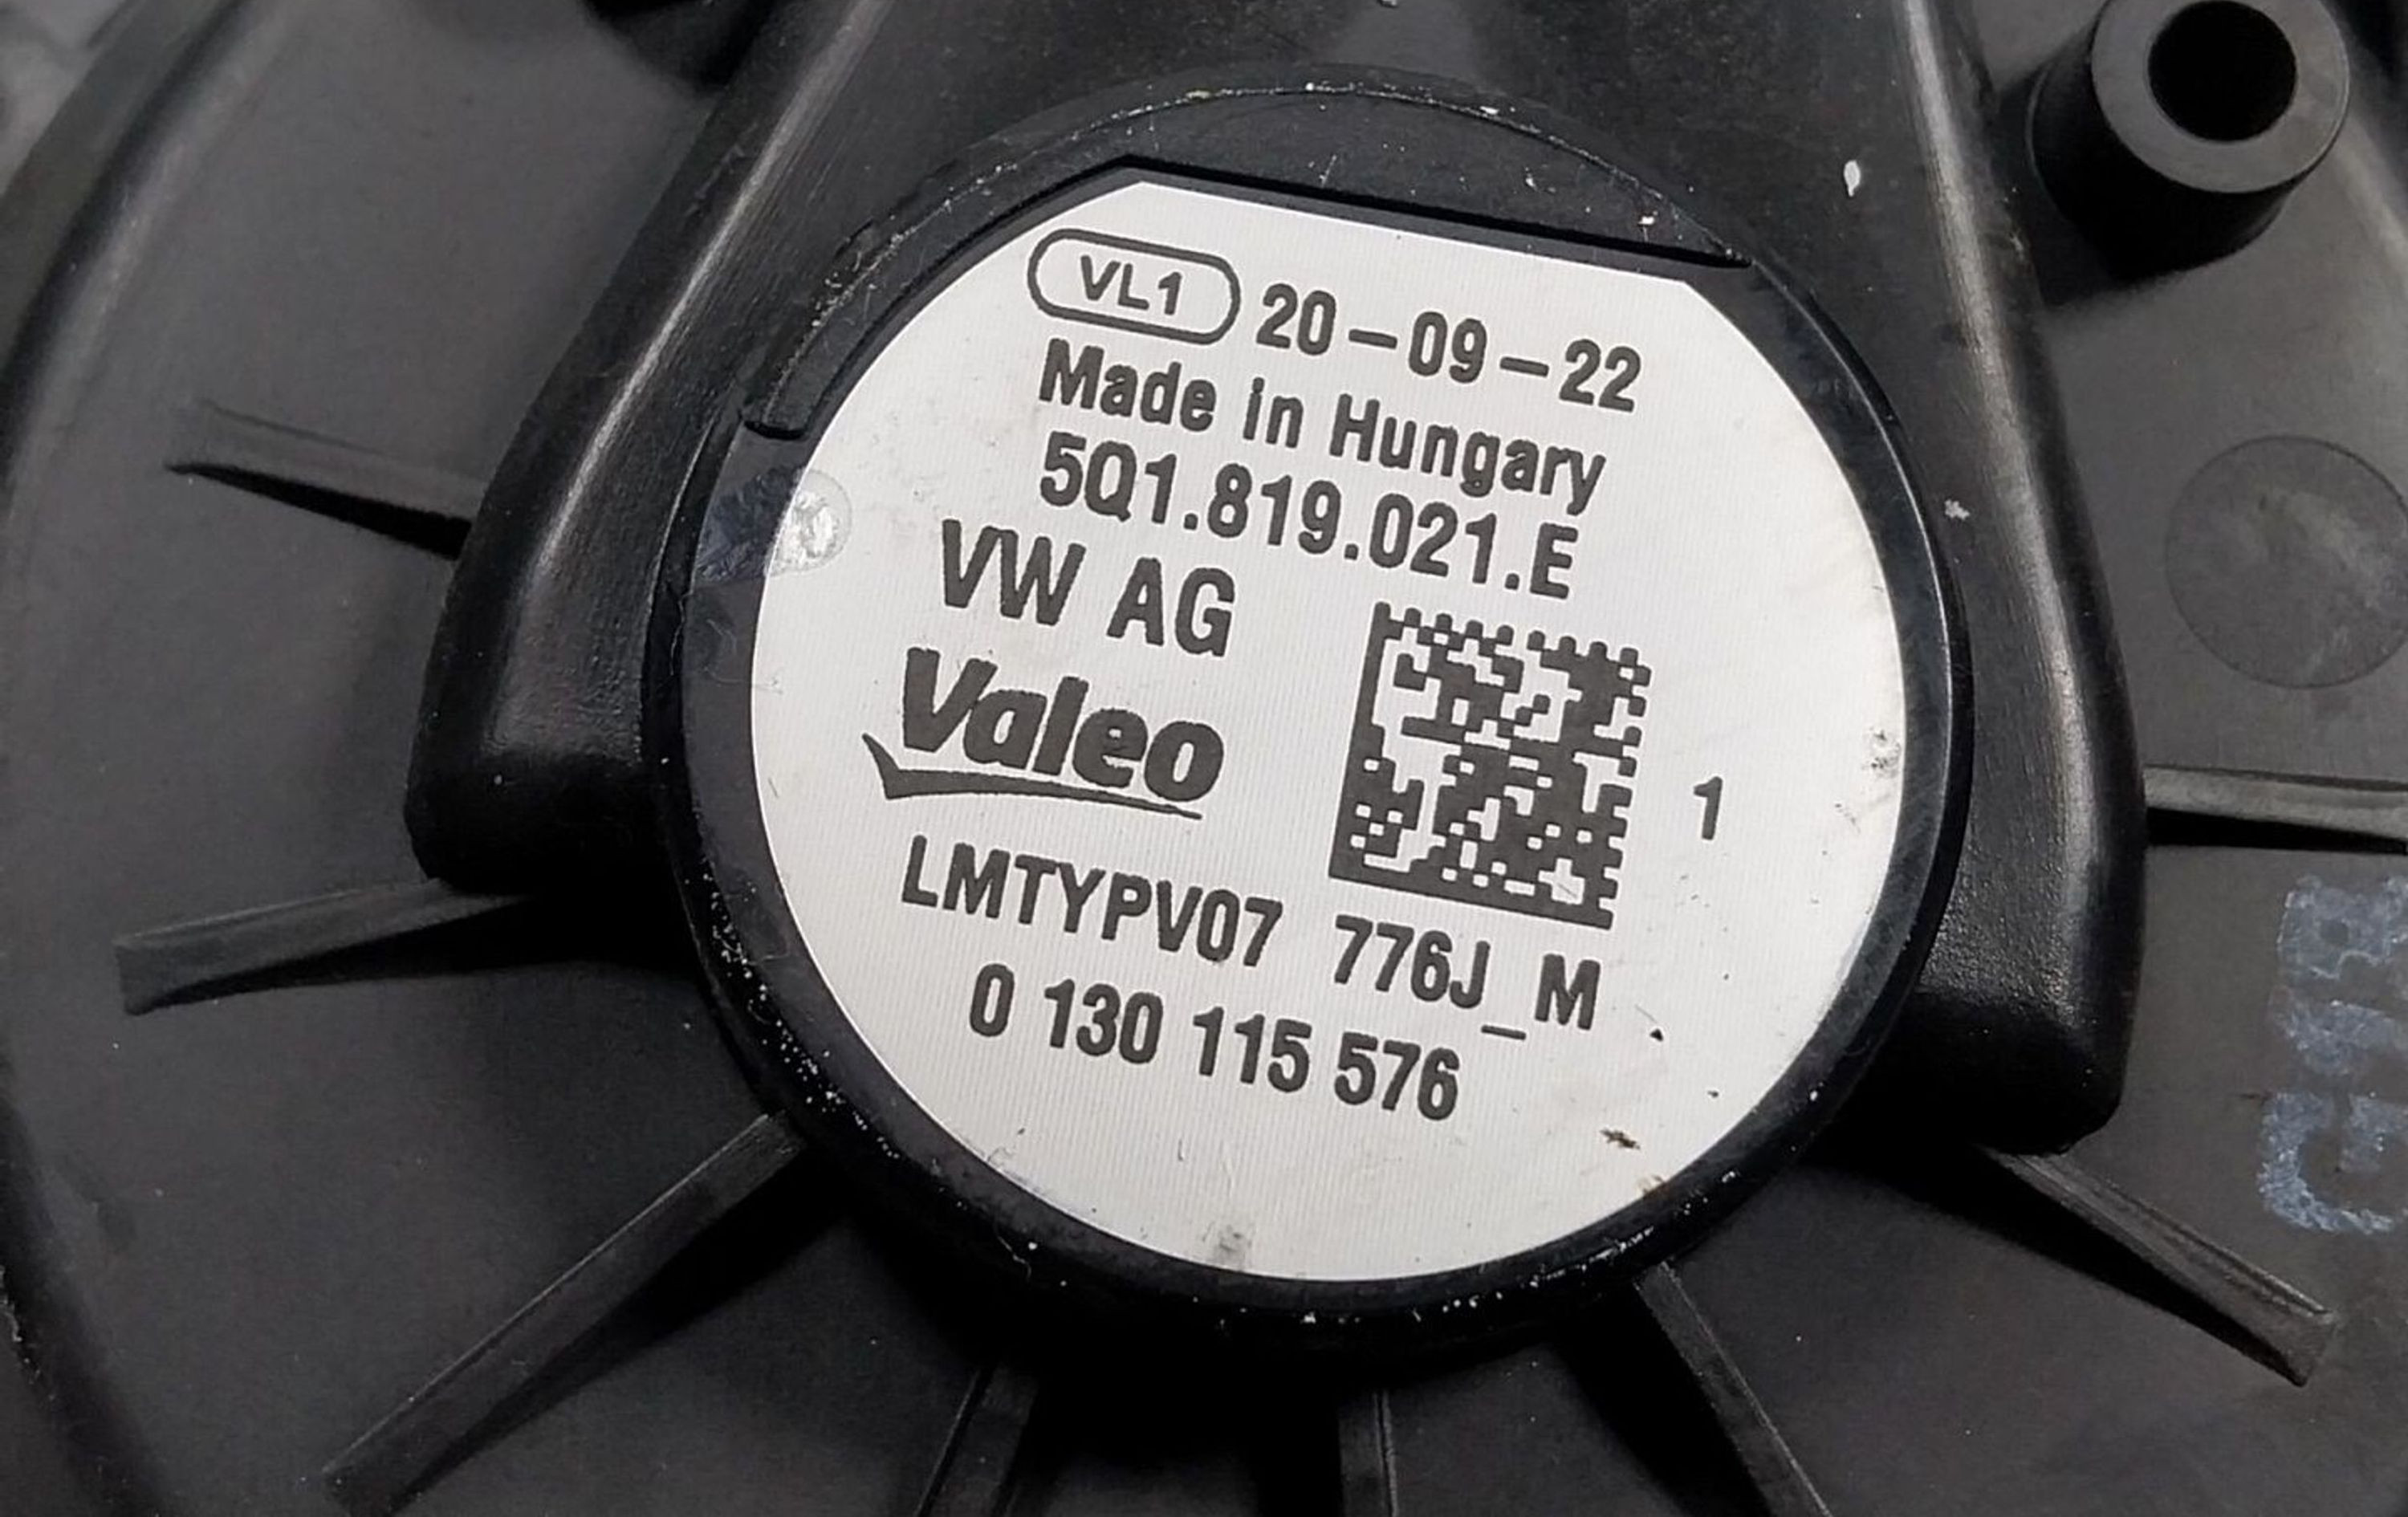 VL1 20-09-22
Made in Hungary
5Q1.819.021.E
VW AG
Valeo
1
LMTYPV07 776J_M
0 130 115 576